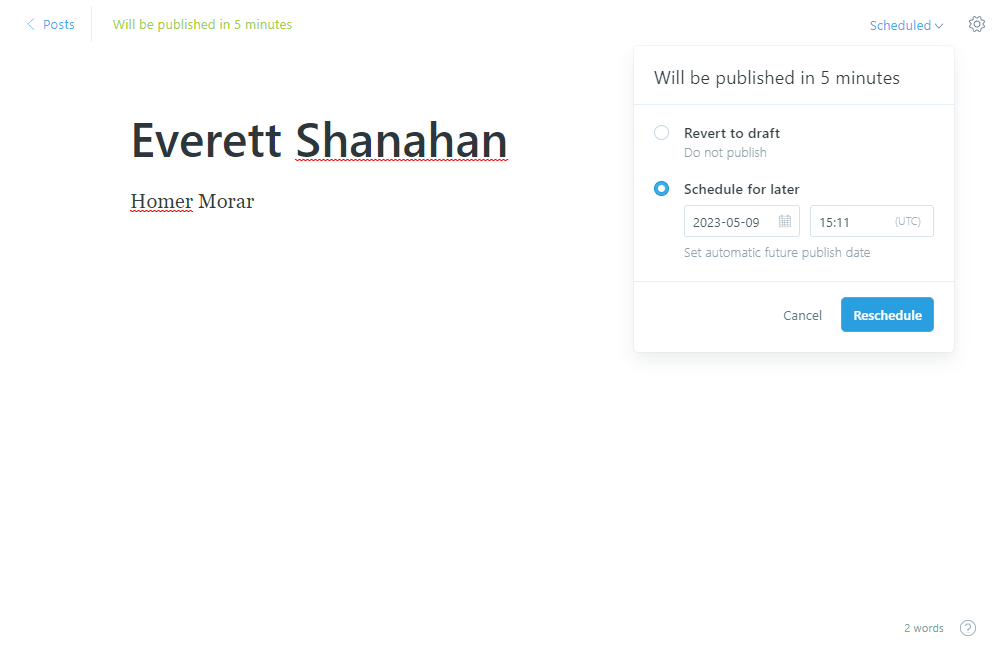 Posts
Will be published in 5 minutes
Scheduled
Will be published in 5 minutes
Everett Shanahan
Revert to draft
Do not publish
Schedule for later
Homer Morar
2023-05-09
15:11 (UTC)
Set automatic future publish date
Cancel
Reschedule
2 words
?